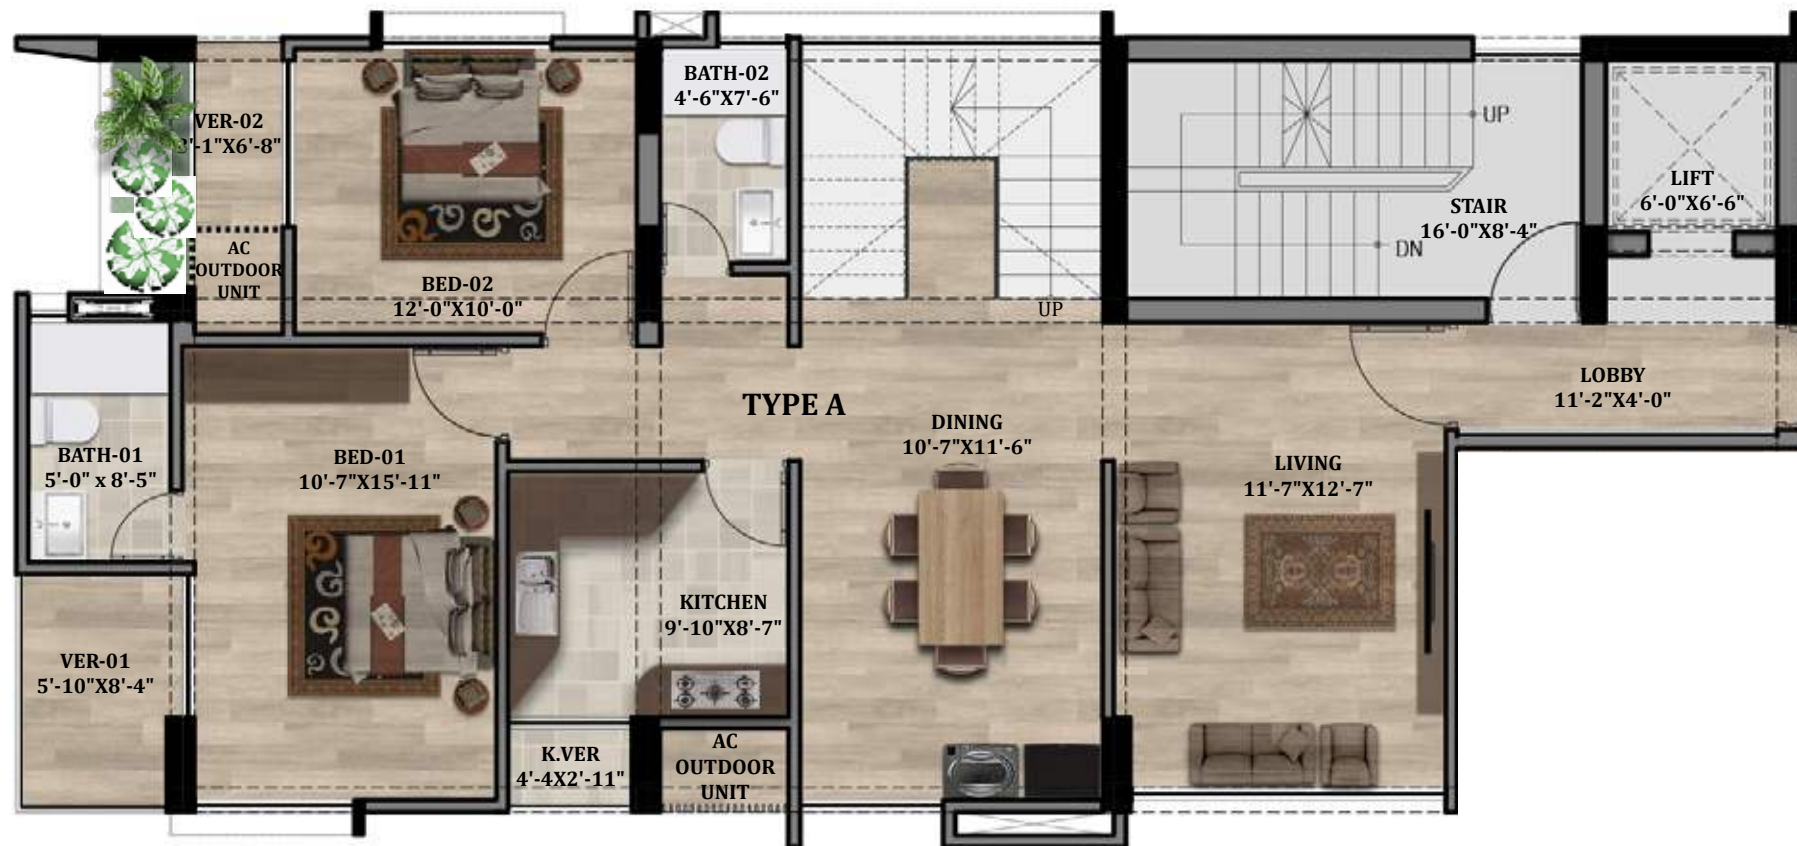 BATH-02
4'-6"X7'-6"
VER-02
'-1"X6'-8"
UP
LIFT
6'-0"X6'-6"
STAIR
16'-0"X8'-4"
DN
AC
OUTDOOR
UNIT
BED-02
12'-0"X10'-0"
UP
LOBBY
11'-2"X4'-0"
TYPE A
DINING
10'-7"X11'-6"
BATH-01
5'-0" x 8'-5"
BED-01
10'-7"X15'-11"
LIVING
11'-7"X12'-7"
KITCHEN
9'-10"X8'-7"
VER-01
5'-10"X8'-4"
K.VER
4'-4X2'-11"
AC
OUTDOOR
UNIT